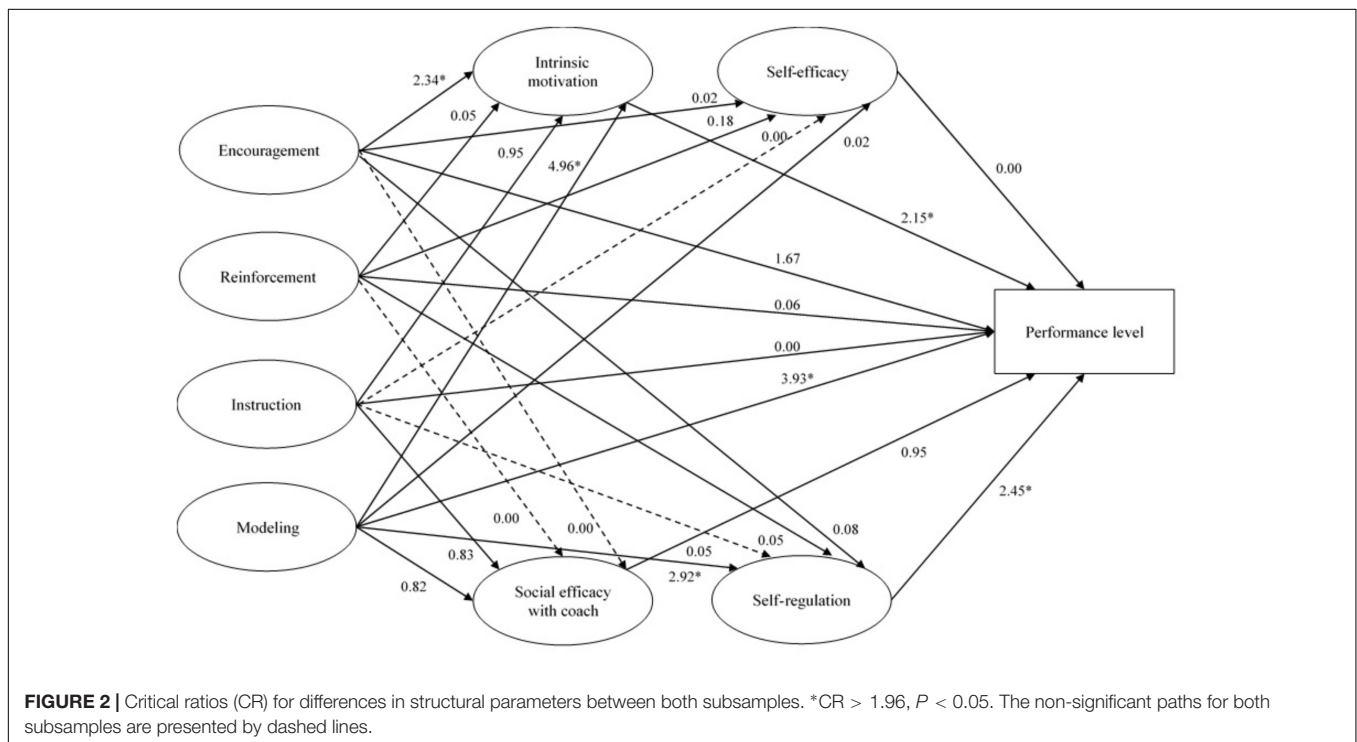 Intrinsic
motivation
Self-efficacy
2.34*
0.02
0.05
0.18
0.00
Encouragement
0.95
4.96*
0.02
0.00
2.15*
1.67
Reinforcement
0.06
Performance level
0.00
3.93*
Instruction
0.95
2.45*
Modeling
0.00
0.00
0.05
0.08
0.83
0.05
2.92*
0.82
Social efficacy
with coach
Self-regulation
FIGURE 2 | Critical ratios (CR) for differences in structural parameters between both subsamples. *CR > 1.96, P < 0.05. The non-significant paths for both
subsamples are presented by dashed lines.